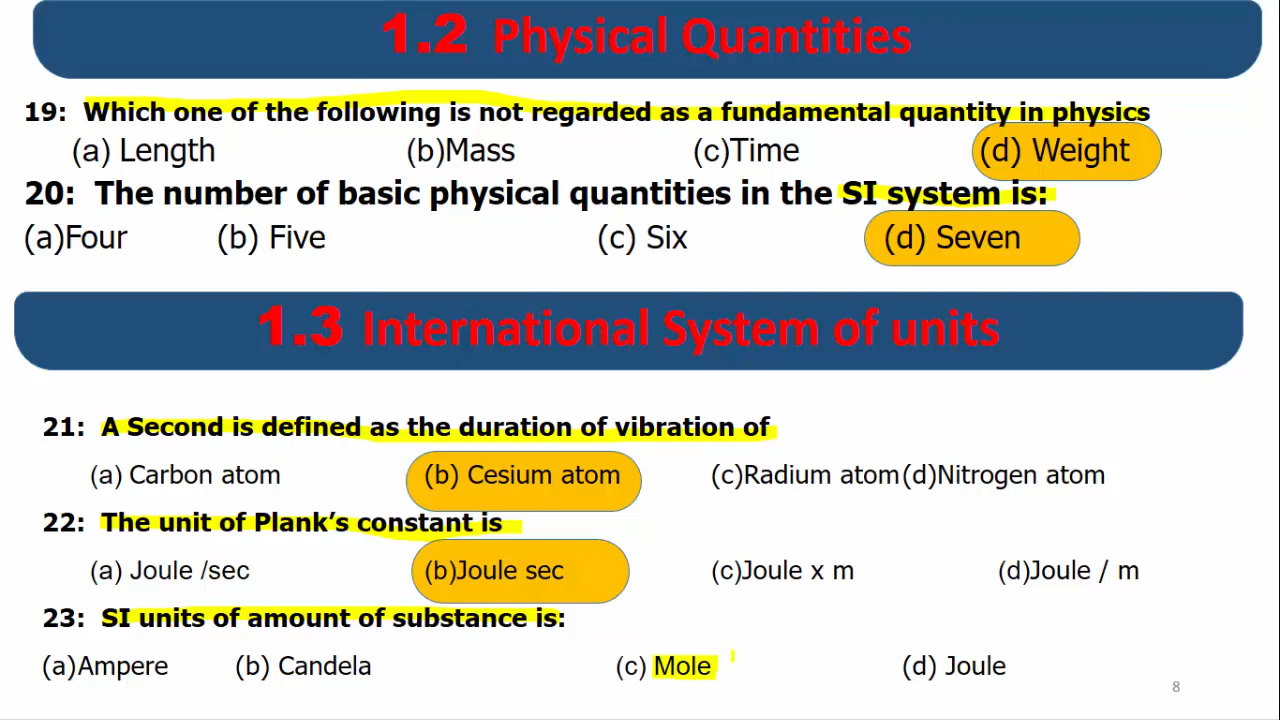 1.2 Physical Quantities
19: Which one of the following is not regarded as a fundamental quantity in physics
(a) Length (b)Mass (c)Time (d) Weight
20: The number of basic physical quantities in the SI system is:
(a)Four (b) Five (c) Six (d) Seven
1.3 International System of units
21: A Second is defined as the duration of vibration of
(a) Carbon atom (b) Cesium atom (c)Radium atom (d)Nitrogen atom
22: The unit of Plank’s constant is
(a) Joule /sec (b)Joule sec (c)Joule x m (d)Joule / m
23: SI units of amount of substance is:
(a)Ampere (b) Candela (c) Mole (d) Joule
8